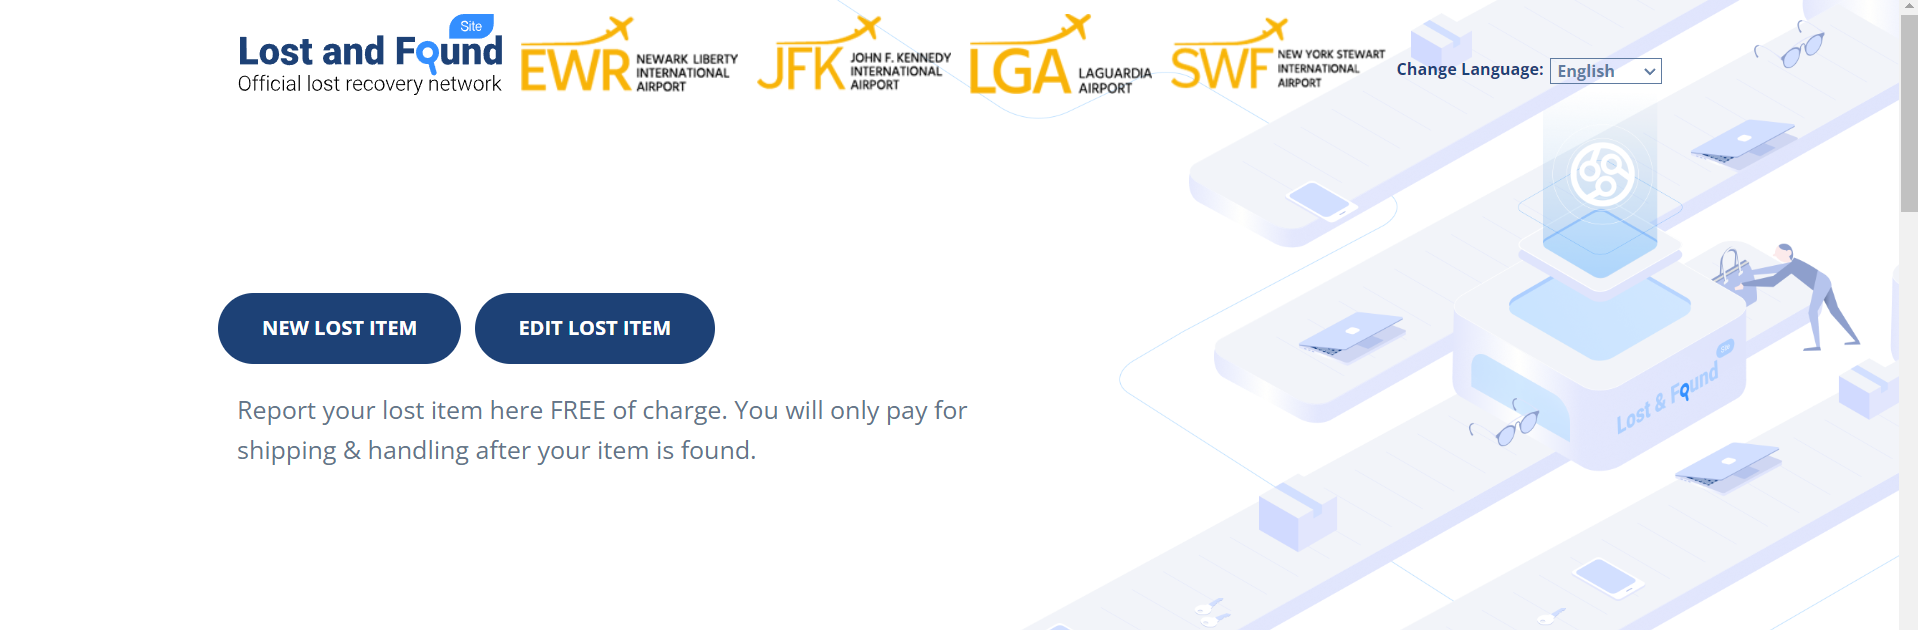 Site
Lost and Found
Official lost recovery network
EWR NEWARK LIBERTY
INTERNATIONAL
AIRPORT
JFK JOHN F. KENNEDY
INTERNATIONAL
AIRPORT
LGA LAGUARDIA
AIRPORT
SWF NEW YORK STEWART
INTERNATIONAL
AIRPORT
Change Language: English
NEW LOST ITEM
EDIT LOST ITEM
Report your lost item here FREE of charge. You will only pay for
shipping & handling after your item is found.
Site
Lost & Found